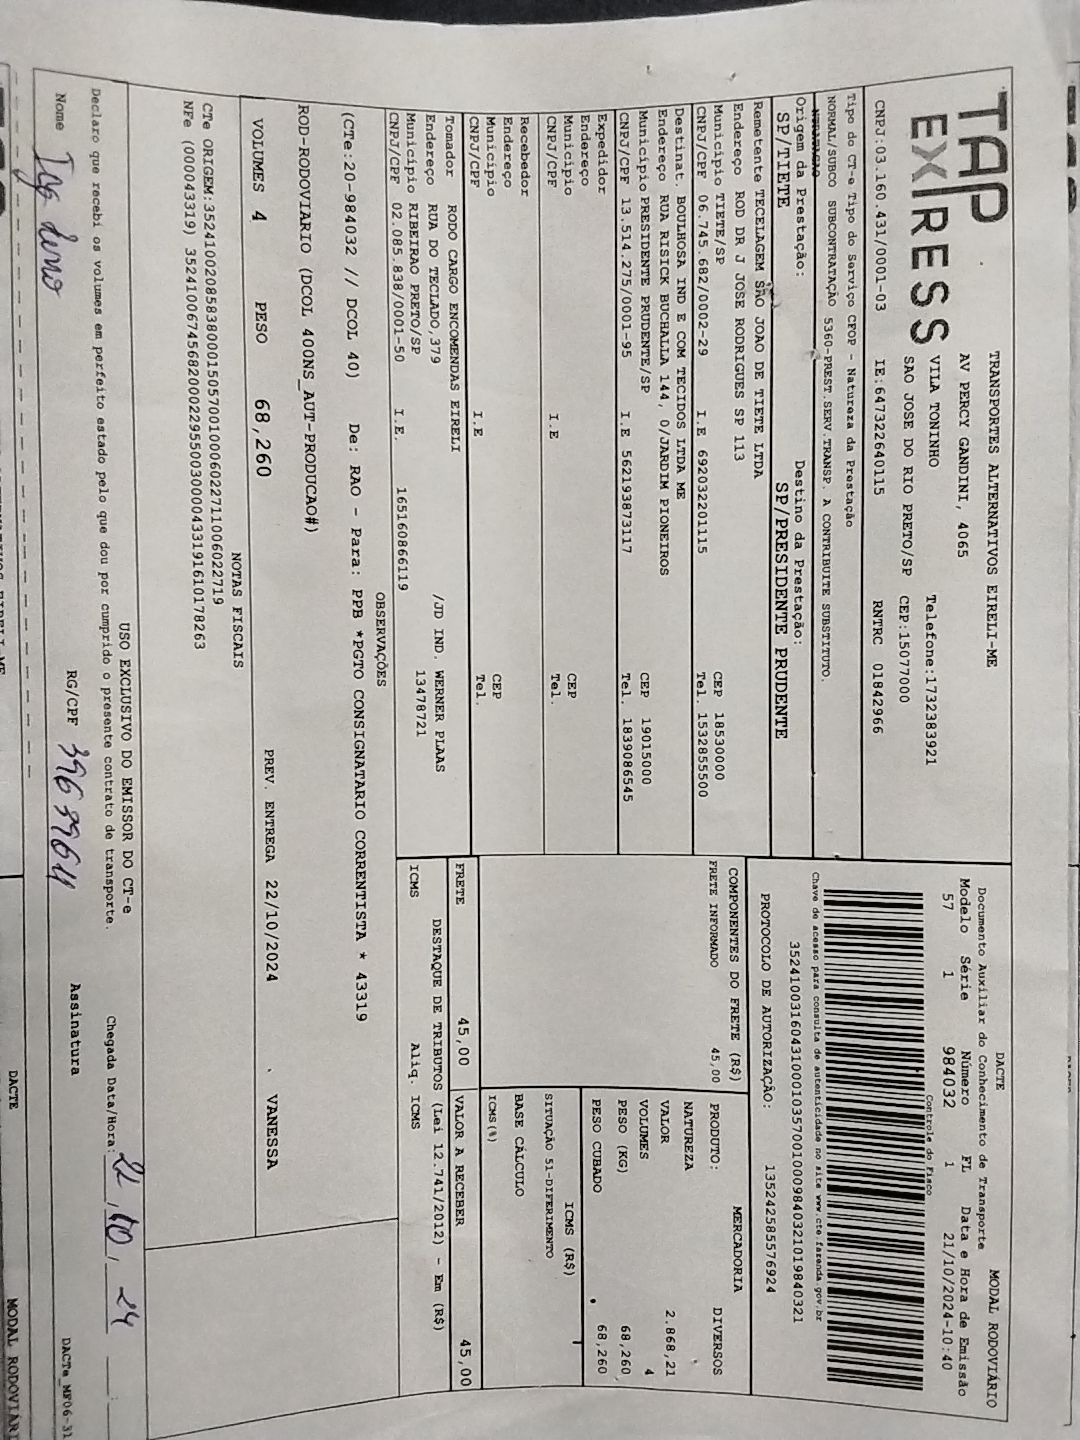 TAP
EXPRESS
TRANSPORTES ALTERNATIVOS EIRELI-ME
AV PERCY GANDINI, 4065
VILA TONINHO Telefone:1732383921
SAO JOSE DO RIO PRETO/SP CEP:15077000
CNPJ:03.160.431/0001-03 IE:647322640115 RNTRC 01842966
DACTE MODAL RODOVIÁRIO
Documento Auxiliar do Conhecimento de Transporte
Modelo Série Número FL Data e Hora de Emissão
57 1 984032 1 21/10/2024-10:40
Controle do Fisco
Chave de acesso para consulta de autenticidade no site www.cte.fazenda.gov.br
35241003160431000103570010009840321019840321
PROTOCOLO DE AUTORIZAÇÃO: 135242585576924
Tipo do CT-e Tipo do Serviço CFOP - Natureza da Prestação
NORMAL/SUBCO SUBCONTRATAÇÃO 5360-PREST.SERV.TRANSP. A CONTRIBUITE SUBSTITUTO.
Origem da Prestação: Destino da Prestação:
SP/TIETE SP/PRESIDENTE PRUDENTE
Remetente TECELAGEM SAO JOAO DE TIETE LTDA
Endereço ROD DR J JOSE RODRIGUES SP 113
Município TIETE/SP CEP 18530000
CNPJ/CPF 06.745.682/0002-29 I.E 692032201115 Tel. 1532855500
Destinat. BOULHOSA IND E COM TECIDOS LTDA ME
Endereço RUA RISICK BUCHALLA 144, 0/JARDIM PIONEIROS
Município PRESIDENTE PRUDENTE/SP CEP 19015000
CNPJ/CPF 13.514.275/0001-95 I.E 562193873117 Tel. 1839086545
Expedidor
Endereço
Município CEP
CNPJ/CPF I.E Tel.
Recebedor
Endereço
Município CEP
CNPJ/CPF I.E Tel.
Tomador RODO CARGO ENCOMENDAS EIRELI
Endereço RUA DO TECLADO,379 /JD IND. WERNER PLAAS
Município RIBEIRAO PRETO/SP 13478721
CNPJ/CPF 02.085.838/0001-50 I.E. 165160866119
COMPONENTES DO FRETE (R$)
FRETE INFORMADO 45,00
MERCADORIA
PRODUTO: DIVERSOS
NATUREZA
VALOR 2.868,21
VOLUMES 4
PESO (KG) 68,260
PESO CUBADO 68,260
ICMS (R$)
SITUAÇÃO 51-DIFERIMENTO
BASE CÁLCULO
ICMS(%)
FRETE 45,00 VALOR A RECEBER 45,00
DESTAQUE DE TRIBUTOS (Lei 12.741/2012) - Em (R$)
ICMS Aliq. ICMS
OBSERVAÇÕES
(CTe:20-984032 // DCOL 40) De: RAO - Para: PPB *PGTO CONSIGNATARIO CORRENTISTA * 43319
ROD-RODOVIARIO (DCOL 400NS_AUT-PRODUCAO#)
VOLUMES 4 PESO 68,260 PREV. ENTREGA 22/10/2024 VANESSA
NOTAS FISCAIS
CTe ORIGEM:35241002085838000150570010006022711006022719
NFe (000043319) 35241006745682000229550030000433191610178263
USO EXCLUSIVO DO EMISSOR DO CT-e
Declaro que recebi os volumes em perfeito estado pelo que dou por cumprido o presente contrato de transporte.
Chegada Data/Hora: 22/10/24
Nome RG/CPF 3969964 Assinatura
DACTe_MF06-31
DACTE MODAL RODOVIÁRI